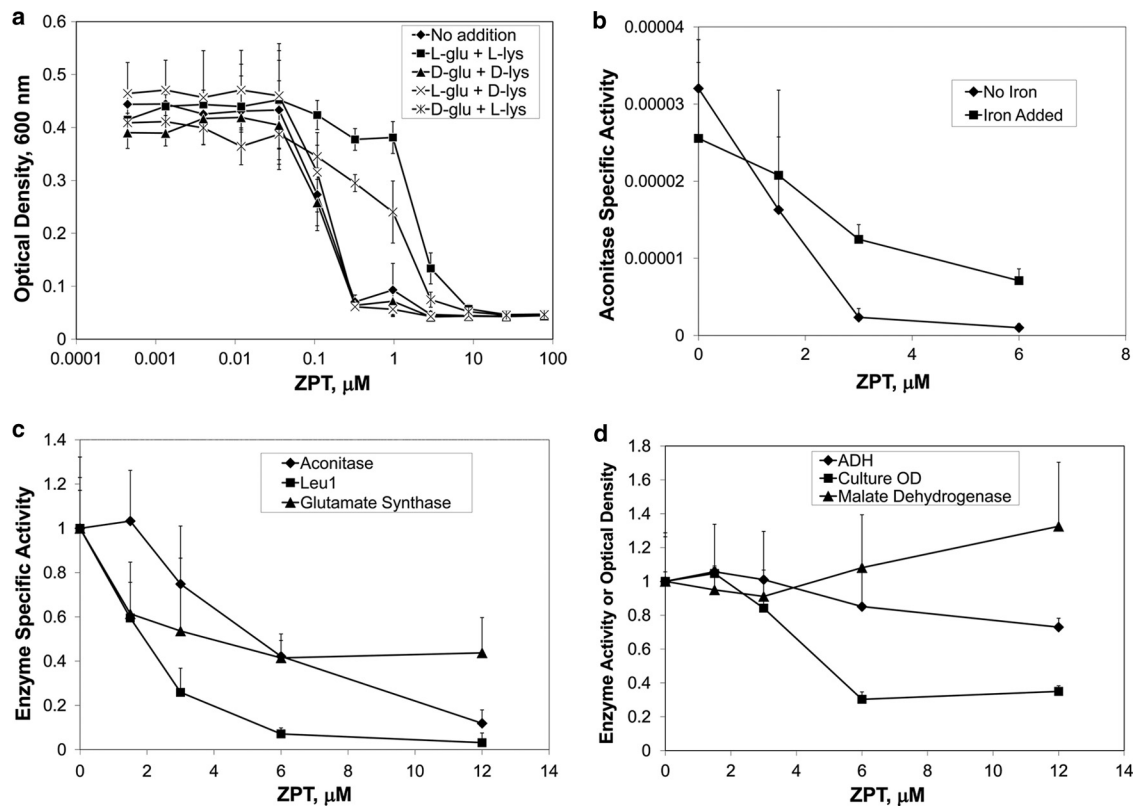 a
0.6
0.5
0.4
0.3
0.2
0.1
0
Optical Density, 600 nm
No addition
L-glu + L-lys
D-glu + D-lys
L-glu + D-lys
D-glu + L-lys
0.0001 0.001 0.01 0.1 1 10 100
ZPT, μM
b
0.00004
0.00003
0.00002
0.00001
0
Aconitase Specific Activity
No Iron
Iron Added
0 2 4 6 8
ZPT, μM
c
1.4
1.2
1
0.8
0.6
0.4
0.2
0
Enzyme Specific Activity
Aconitase
Leu1
Glutamate Synthase
0 2 4 6 8 10 12 14
ZPT, μM
d
1.8
1.6
1.4
1.2
1
0.8
0.6
0.4
0.2
0
Enzyme Activity or Optical Density
ADH
Culture OD
Malate Dehydrogenase
0 2 4 6 8 10 12 14
ZPT, μM